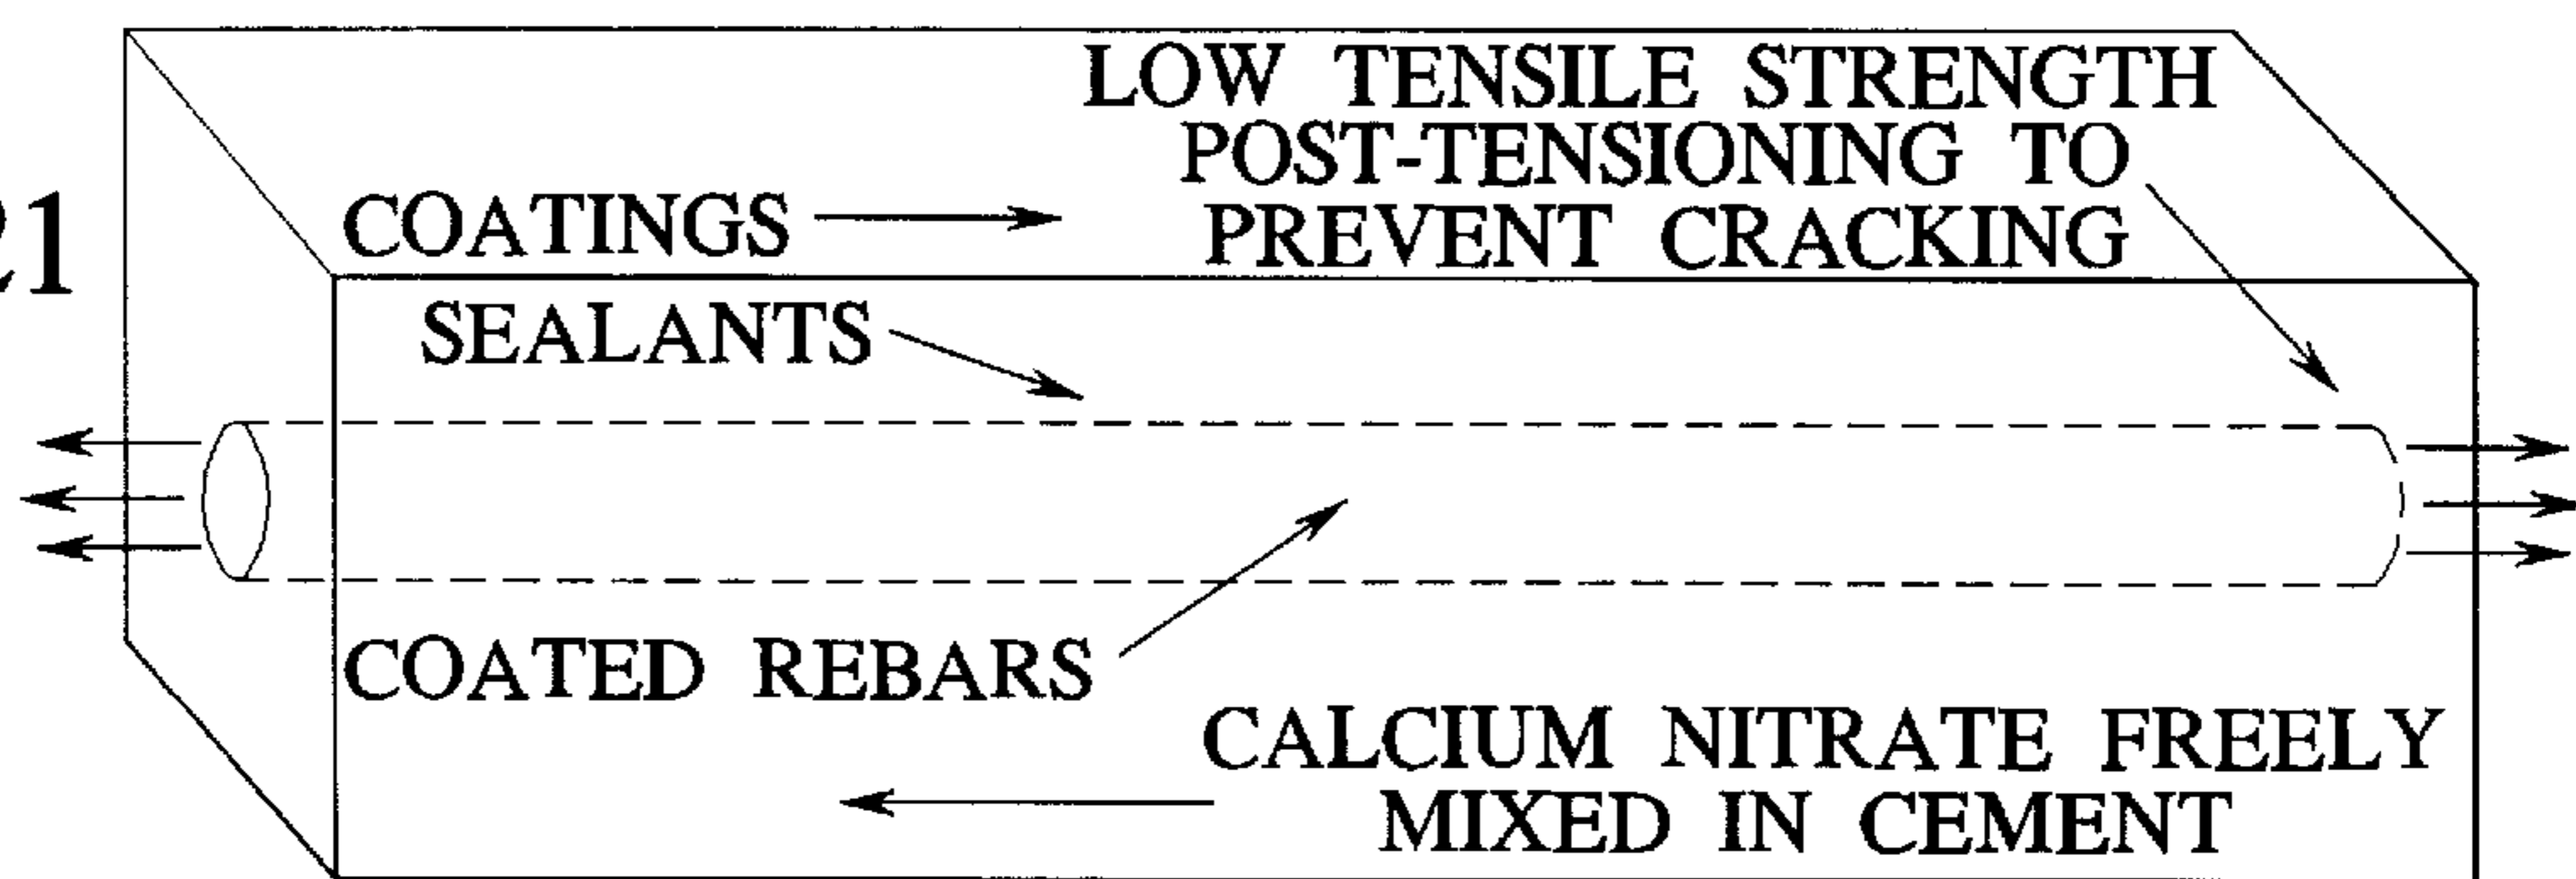 LOW TENSILE STRENGTH
POST-TENSIONING TO
PREVENT CRACKING
COATINGS
21
SEALANTS
COATED REBARS
CALCIUM NITRATE FREELY
MIXED IN CEMENT